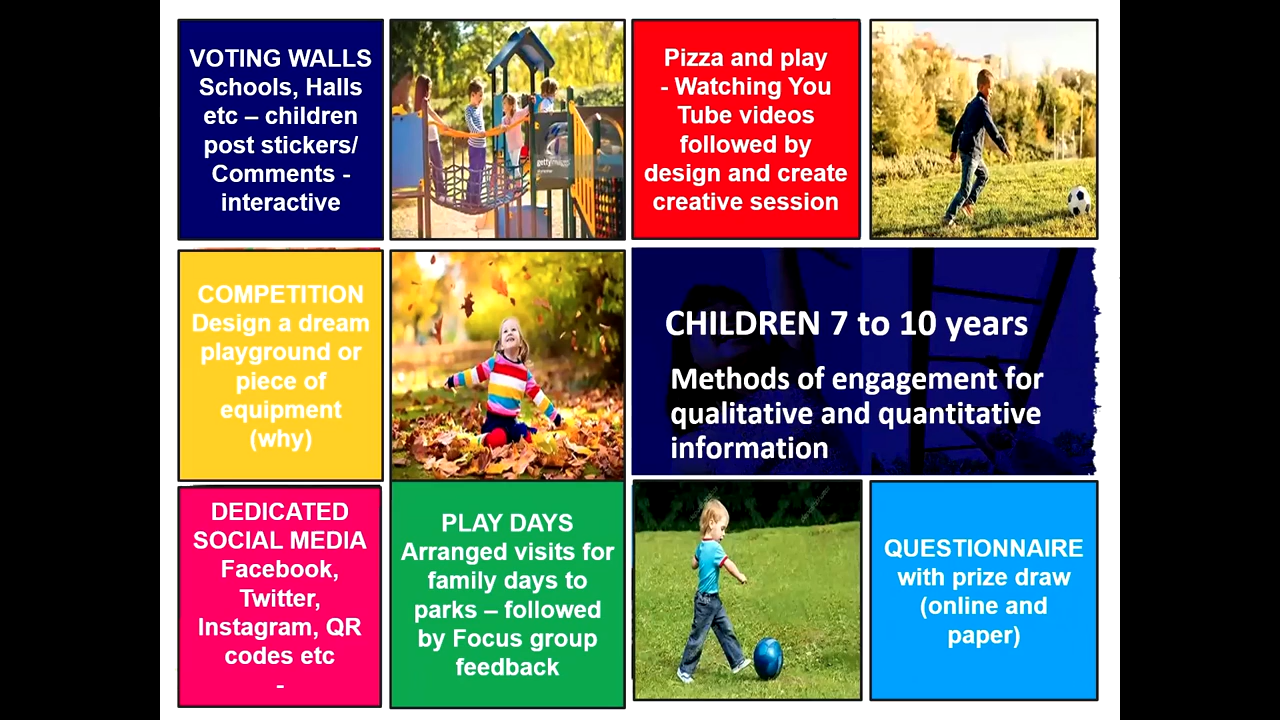 VOTING WALLS
Schools, Halls
etc – children
post stickers/
Comments -
interactive
gettyimages
Pizza and play
- Watching You
Tube videos
followed by
design and create
creative session
COMPETITION
Design a dream
playground or
piece of
equipment
(why)
CHILDREN 7 to 10 years
Methods of engagement for
qualitative and quantitative
information
DEDICATED
SOCIAL MEDIA
Facebook,
Twitter,
Instagram, QR
codes etc
-
PLAY DAYS
Arranged visits for
family days to
parks – followed
by Focus group
feedback
QUESTIONNAIRE
with prize draw
(online and
paper)